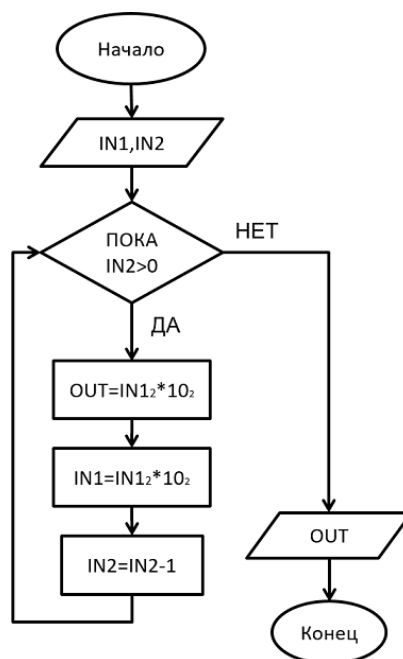 Начало
IN1,IN2
ПОКА
IN2>0
НЕТ
ДА
OUT=IN1₂*10₂
IN1=IN1₂*10₂
IN2=IN2-1
OUT
Конец